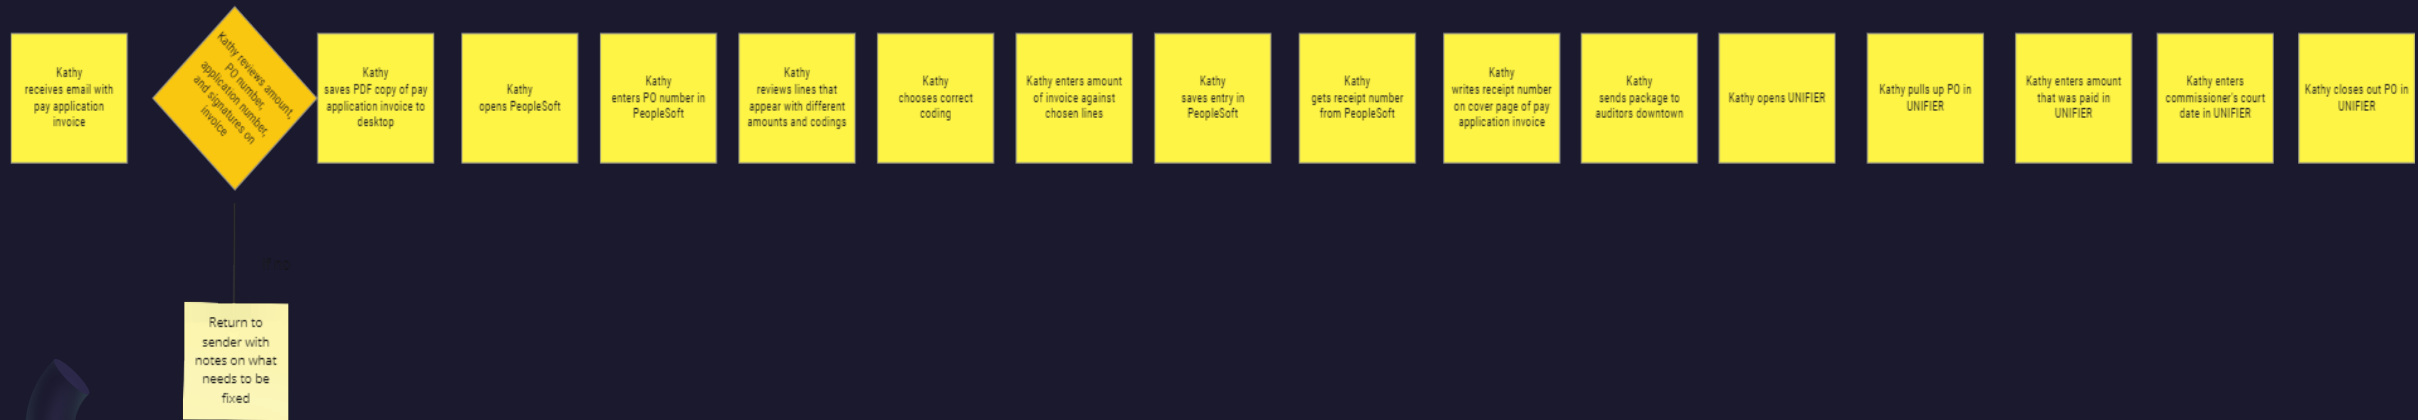 Kathy
receives email with
pay application
invoice
Kathy reviews amount,
PO number,
application number,
and signatures on
invoice
Kathy
saves PDF copy of pay
application invoice to
desktop
Kathy
opens PeopleSoft
Kathy
enters PO number in
PeopleSoft
Kathy
reviews lines that
appear with different
amounts and codings
Kathy
chooses correct
coding
Kathy enters amount
of invoice against
chosen lines
Kathy
saves entry in
PeopleSoft
Kathy
gets receipt number
from PeopleSoft
Kathy
writes receipt number
on cover page of pay
application invoice
Kathy
sends package to
auditors downtown
Kathy opens UNIFIER
Kathy pulls up PO in
UNIFIER
Kathy enters amount
that was paid in
UNIFIER
Kathy enters
commissioner's court
date in UNIFIER
Kathy closes out PO in
UNIFIER
Return to
sender with
notes on what
needs to be
fixed